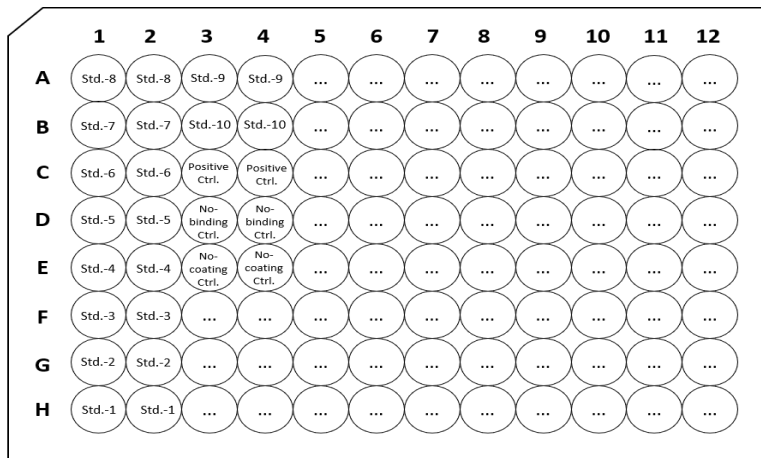 1 2 3 4 5 6 7 8 9 10 11 12
A Std.-8 Std.-8 Std.-9 Std.-9 ... ... ... ... ... ... ... ...
B Std.-7 Std.-7 Std.-10 Std.-10 ... ... ... ... ... ... ... ...
C Std.-6 Std.-6 Positive Ctrl. Positive Ctrl. ... ... ... ... ... ... ... ...
D Std.-5 Std.-5 No-binding Ctrl. No-binding Ctrl. ... ... ... ... ... ... ... ...
E Std.-4 Std.-4 No-coating Ctrl. No-coating Ctrl. ... ... ... ... ... ... ... ...
F Std.-3 Std.-3 ... ... ... ... ... ... ... ... ... ...
G Std.-2 Std.-2 ... ... ... ... ... ... ... ... ... ...
H Std.-1 Std.-1 ... ... ... ... ... ... ... ... ... ...